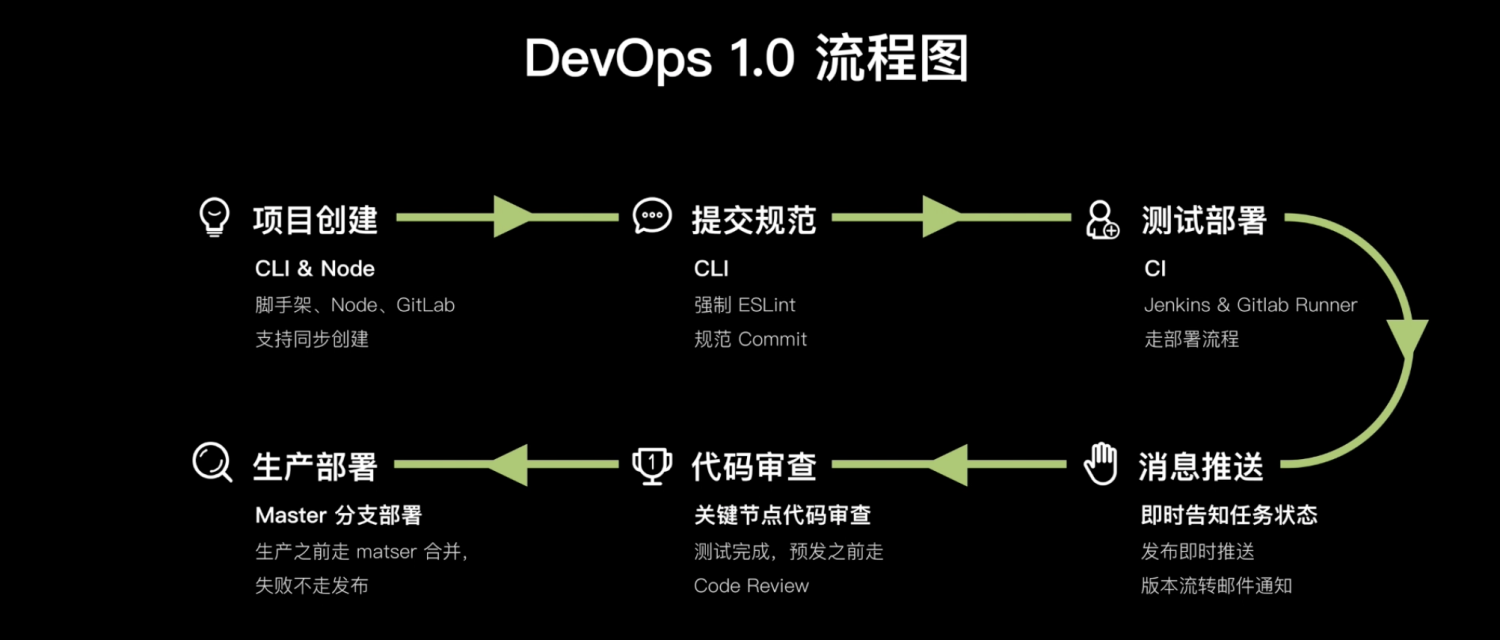 DevOps 1.0 流程图
项目创建
CLI & Node
脚手架、Node、GitLab
支持同步创建
提交规范
CLI
强制 ESLint
规范 Commit
测试部署
CI
Jenkins & Gitlab Runner
走部署流程
消息推送
即时告知任务状态
发布即时推送
版本流转邮件通知
1
代码审查
关键节点代码审查
测试完成，预发之前走
Code Review
生产部署
Master 分支部署
生产之前走 matser 合并，
失败不走发布